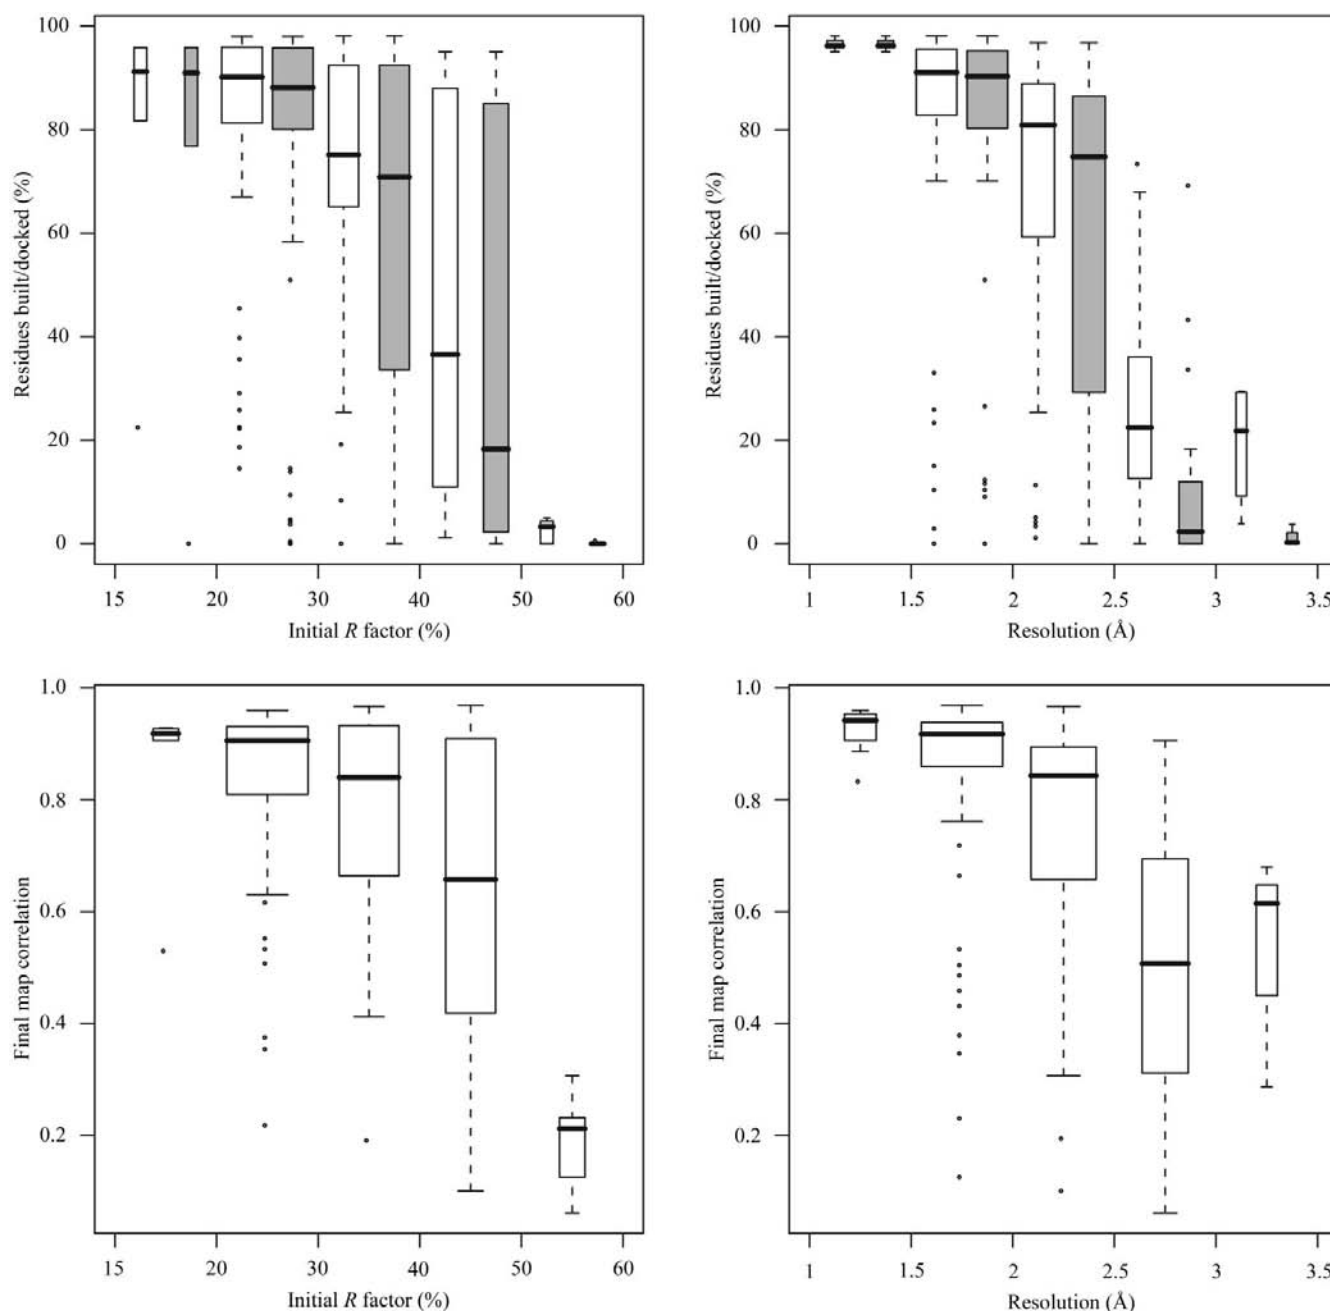 100
80
60
40
20
0
Residues built/docked (%)
15 20 30 40 50 60
Initial R factor (%)
100
80
60
40
20
0
Residues built/docked (%)
1 1.5 2 2.5 3 3.5
Resolution (Å)
1.0
0.8
0.6
0.4
0.2
Final map correlation
15 20 30 40 50 60
Initial R factor (%)
1.0
0.8
0.6
0.4
0.2
Final map correlation
1 1.5 2 2.5 3 3.5
Resolution (Å)